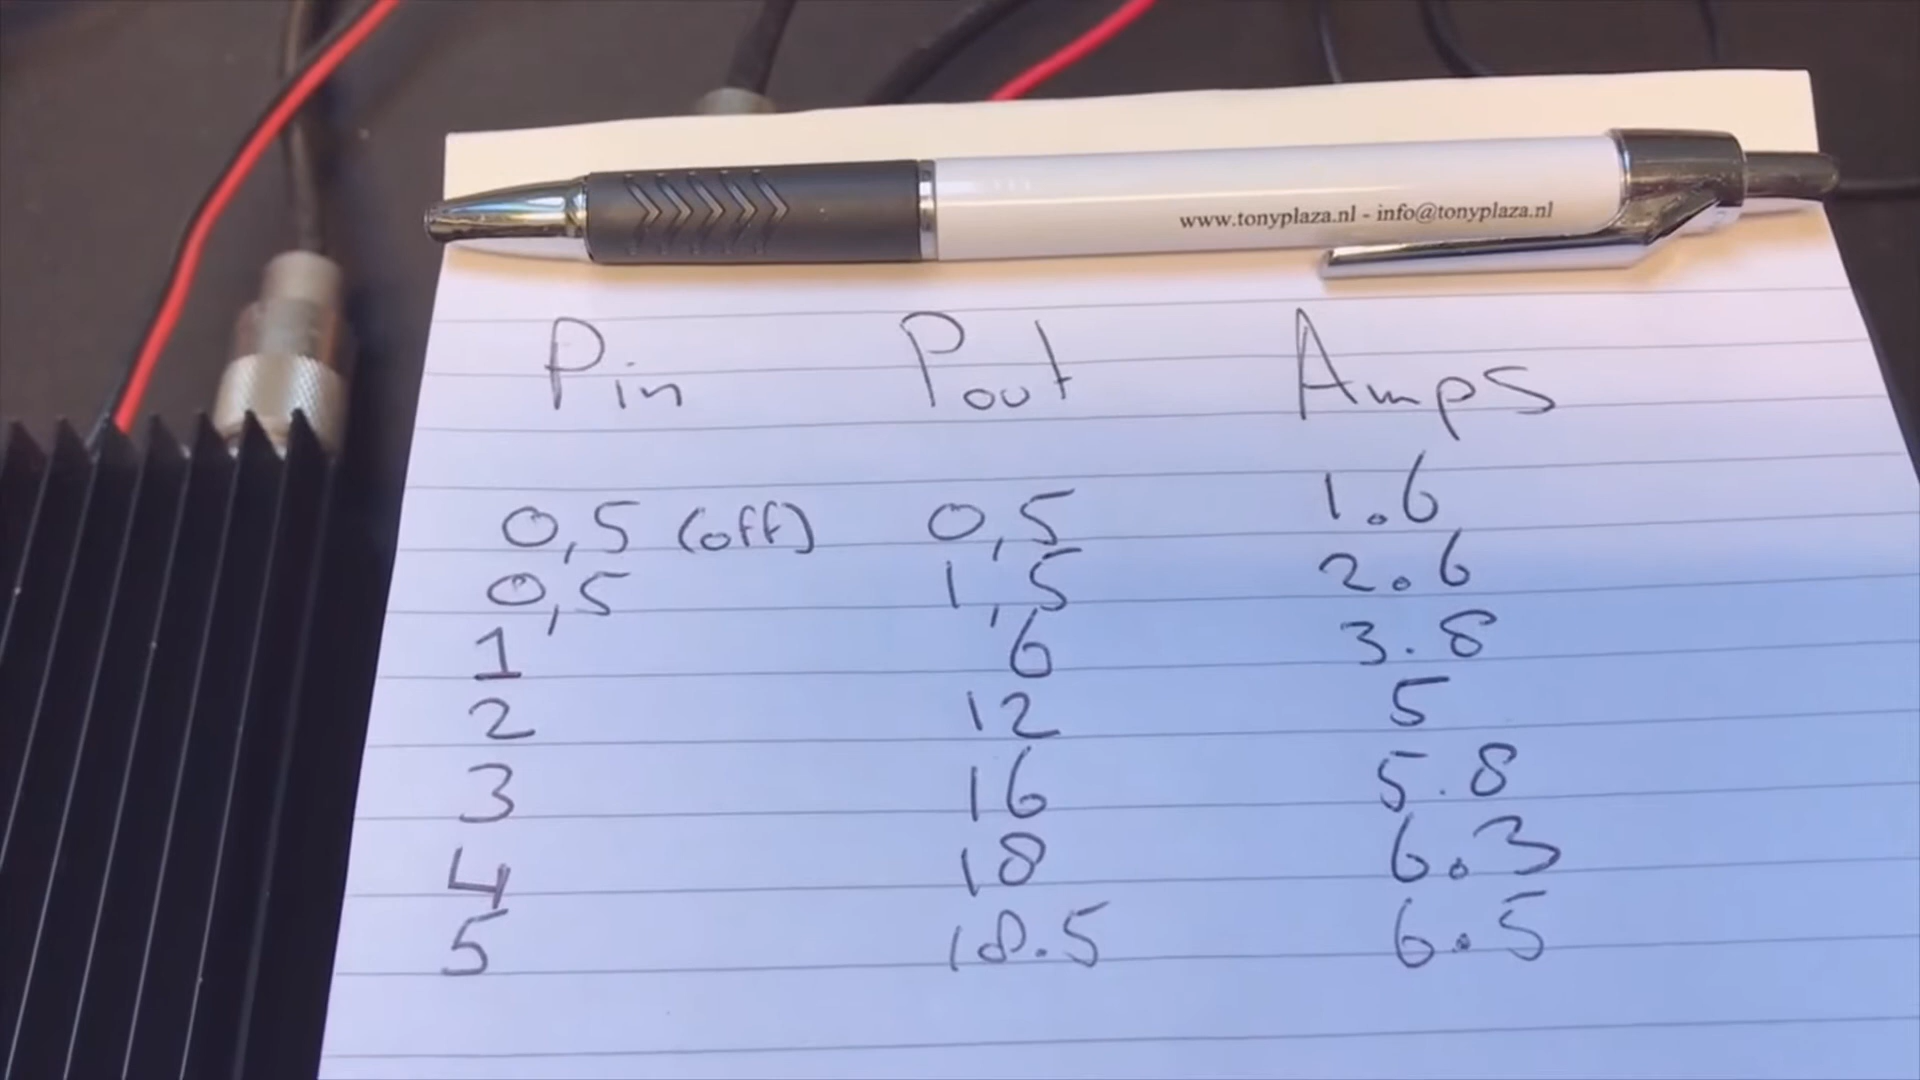 www.tonyplaza.nl - info@tonyplaza.nl
Pin Pout Amps
0,5 (off) 0,5 1.6
0,5 1,5 2.6
1 6 3.8
2 12 5
3 16 5.8
4 18 6.3
5 18.5 6.5